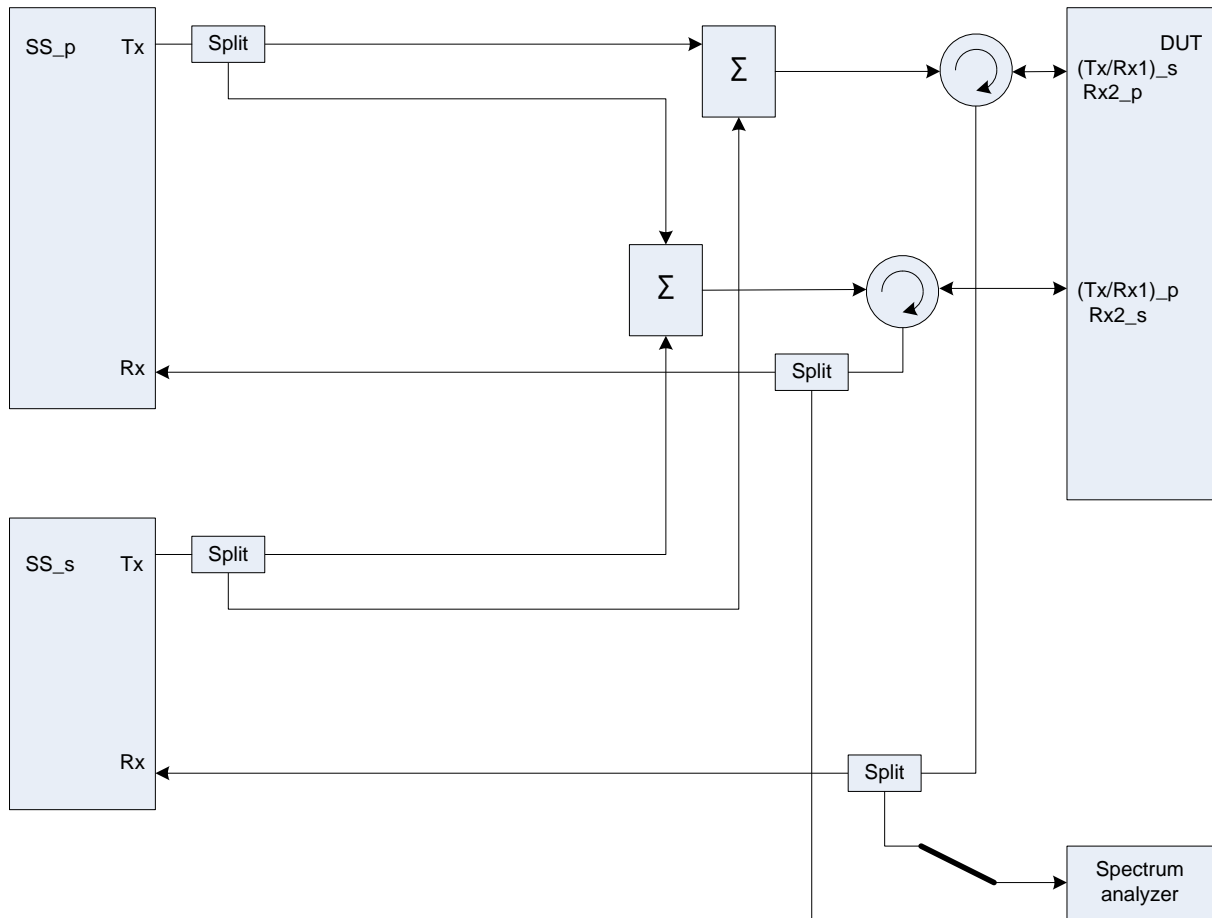 SS_p
Tx
Split
Σ
DUT
(Tx/Rx1)_s
Rx2_p
Σ
(Tx/Rx1)_p
Rx2_s
Rx
Split
SS_s
Tx
Split
Rx
Split
Spectrum
analyzer